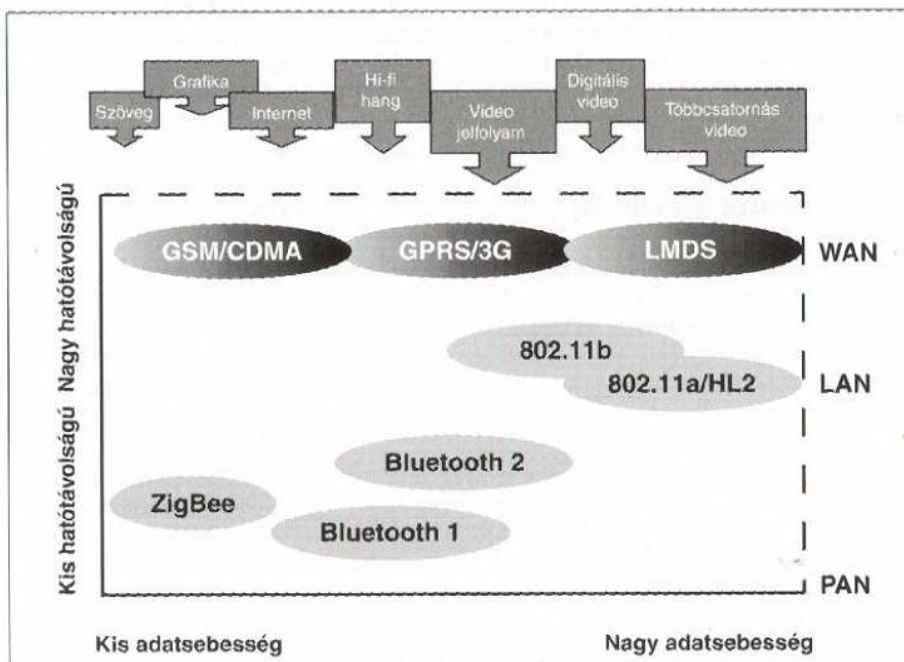 Szöveg
Grafika
Internet
Hi-fi
hang
Video
jelfolyam
Digitális
video
Többcsatornás
video
Kis hatótávolságú Nagy hatótávolságú
GSM/CDMA
GPRS/3G
LMDS
WAN
802.11b
802.11a/HL2
LAN
Bluetooth 2
ZigBee
Bluetooth 1
PAN
Kis adatsebesség
Nagy adatsebesség